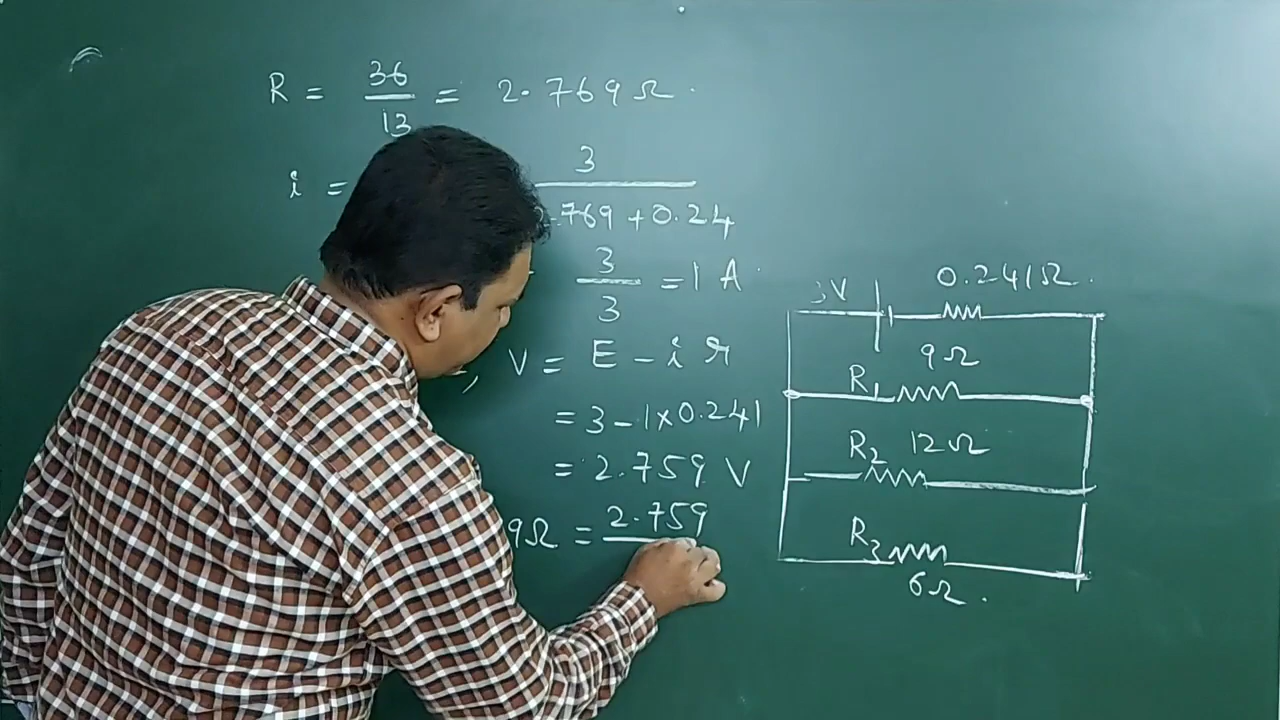 R = 36/13 = 2.769 Ω.
i = 3/2.769 + 0.24
3/3 = 1 A.
, V = E - i r
= 3 - 1 x 0.241
= 2.759 V
9Ω = 2.759
3V 0.241Ω.
9Ω
R1
R2 12Ω
R3
6Ω.